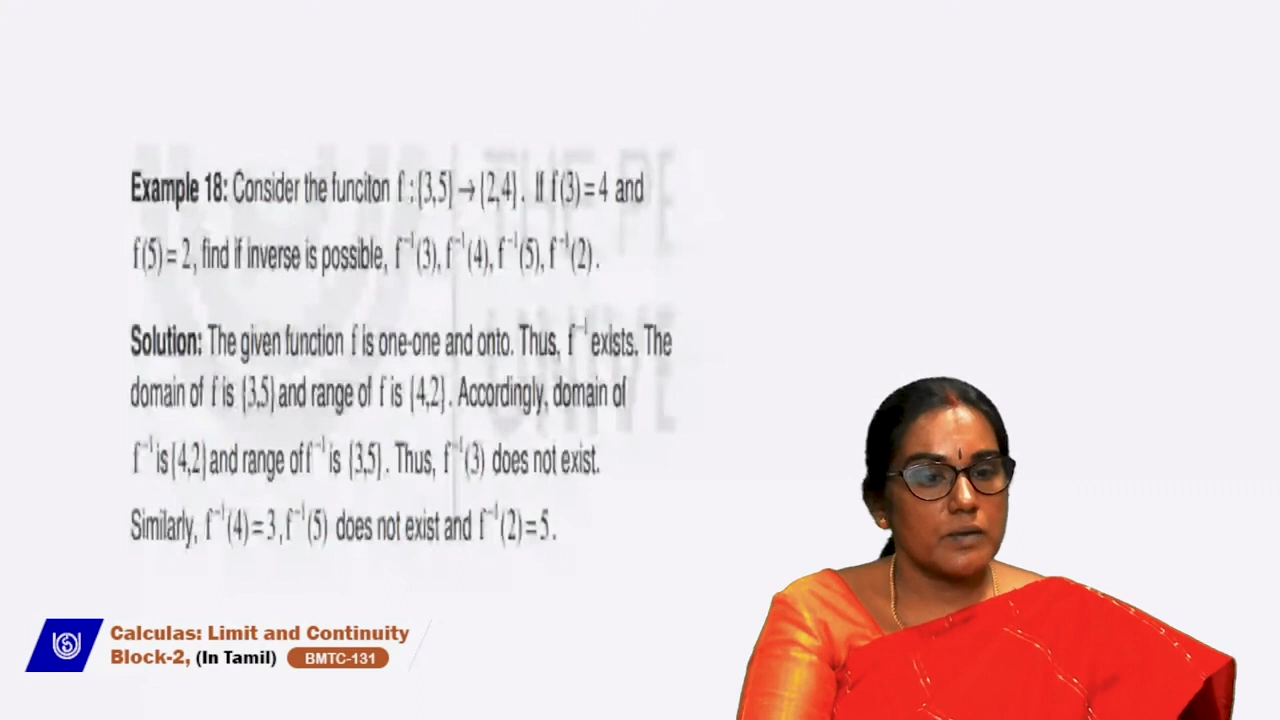 Example 18: Consider the funciton f : {3,5} → {2,4}. If f(3) = 4 and
f(5) = 2, find if inverse is possible, f⁻¹(3), f⁻¹(4), f⁻¹(5), f⁻¹(2).
Solution: The given function f is one-one and onto. Thus, f⁻¹ exists. The
domain of f is {3,5} and range of f is {4,2}. Accordingly, domain of
f⁻¹ is {4,2} and range of f⁻¹ is {3,5}. Thus, f⁻¹(3) does not exist.
Similarly, f⁻¹(4) = 3, f⁻¹(5) does not exist and f⁻¹(2) = 5.
Calculas: Limit and Continuity
Block-2, (In Tamil) BMTC-131